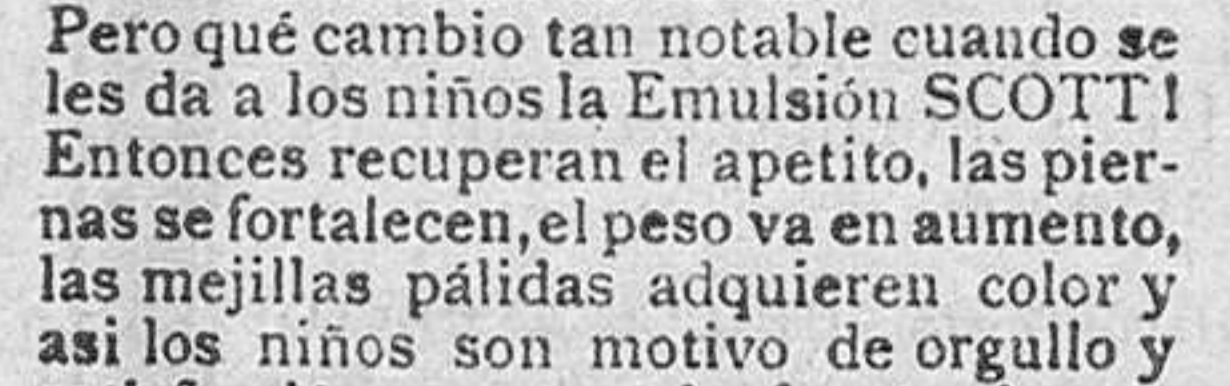 Pero qué cambio tan notable cuando se
les da a los niños la Emulsión SCOTT!
Entonces recuperan el apetito, las pier-
nas se fortalecen, el peso va en aumento,
las mejillas pálidas adquieren color y
asi los niños son motivo de orgullo y